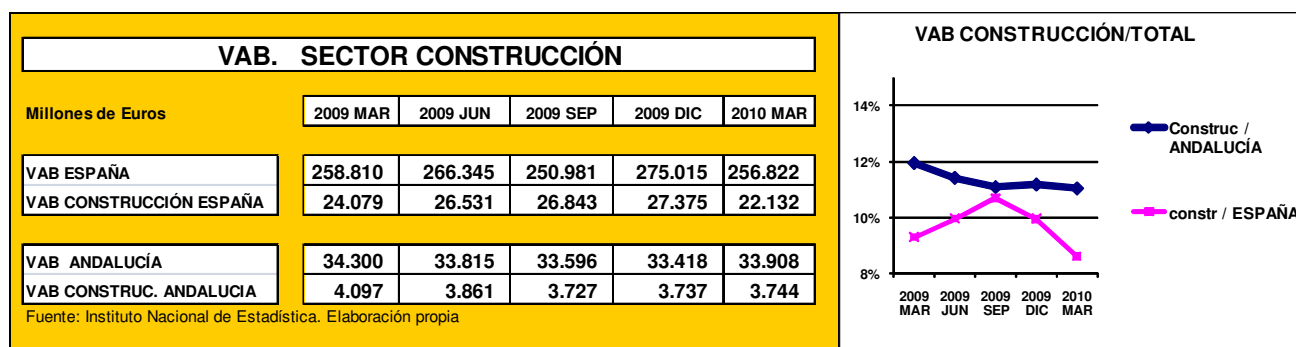 VAB. SECTOR CONSTRUCCIÓN
Millones de Euros 2009 MAR 2009 JUN 2009 SEP 2009 DIC 2010 MAR
VAB ESPAÑA 258.810 266.345 250.981 275.015 256.822
VAB CONSTRUCCIÓN ESPAÑA 24.079 26.531 26.843 27.375 22.132
VAB ANDALUCÍA 34.300 33.815 33.596 33.418 33.908
VAB CONSTRUC. ANDALUCIA 4.097 3.861 3.727 3.737 3.744
Fuente: Instituto Nacional de Estadística. Elaboración propia
VAB CONSTRUCCIÓN/TOTAL
14%
12%
10%
8%
2009 2009 2009 2009 2010
MAR JUN SEP DIC MAR
Construc /
ANDALUCÍA
constr / ESPAÑA